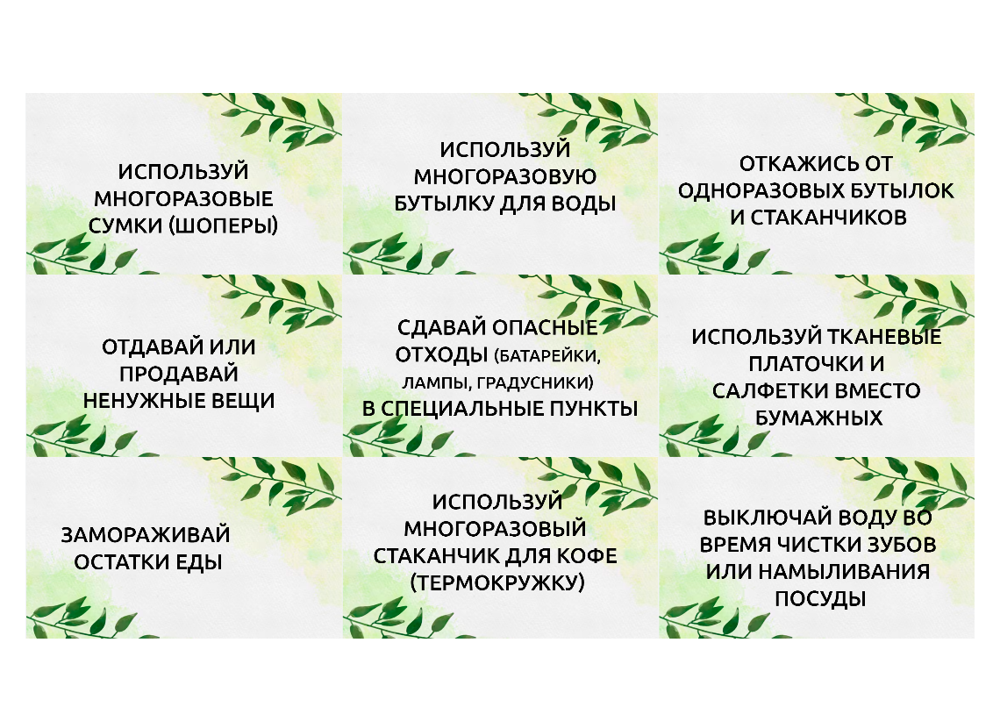 ИСПОЛЬЗУЙ
МНОГОРАЗОВЫЕ
СУМКИ (ШОПЕРЫ)
ИСПОЛЬЗУЙ
МНОГОРАЗОВУЮ
БУТЫЛКУ ДЛЯ ВОДЫ
ОТКАЖИСЬ ОТ
ОДНОРАЗОВЫХ БУТЫЛОК
И СТАКАНЧИКОВ
ОТДАВАЙ ИЛИ
ПРОДАВАЙ
НЕНУЖНЫЕ ВЕЩИ
СДАВАЙ ОПАСНЫЕ
ОТХОДЫ (БАТАРЕЙКИ,
ЛАМПЫ, ГРАДУСНИКИ)
В СПЕЦИАЛЬНЫЕ ПУНКТЫ
ИСПОЛЬЗУЙ ТКАНЕВЫЕ
ПЛАТОЧКИ И
САЛФЕТКИ ВМЕСТО
БУМАЖНЫХ
ЗАМОРАЖИВАЙ
ОСТАТКИ ЕДЫ
ИСПОЛЬЗУЙ
МНОГОРАЗОВЫЙ
СТАКАНЧИК ДЛЯ КОФЕ
(ТЕРМОКРУЖКУ)
ВЫКЛЮЧАЙ ВОДУ ВО
ВРЕМЯ ЧИСТКИ ЗУБОВ
ИЛИ НАМЫЛИВАНИЯ
ПОСУДЫ